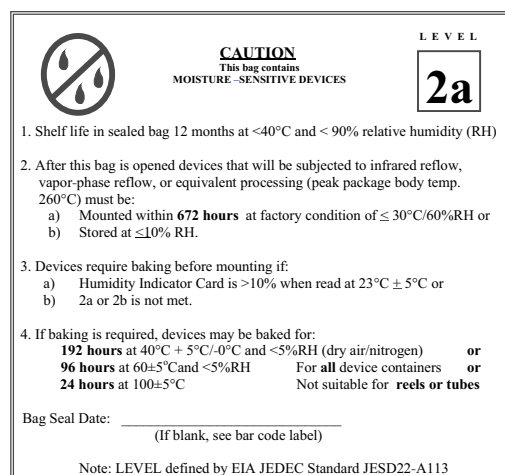 LEVEL
CAUTION
This bag contains
MOISTURE –SENSITIVE DEVICES
2a
1. Shelf life in sealed bag 12 months at <40°C and < 90% relative humidity (RH)
2. After this bag is opened devices that will be subjected to infrared reflow,
vapor-phase reflow, or equivalent processing (peak package body temp.
260°C) must be:
a) Mounted within 672 hours at factory condition of ≤ 30°C/60%RH or
b) Stored at ≤10% RH.
3. Devices require baking before mounting if:
a) Humidity Indicator Card is >10% when read at 23°C ± 5°C or
b) 2a or 2b is not met.
4. If baking is required, devices may be baked for:
192 hours at 40°C + 5°C/-0°C and <5%RH (dry air/nitrogen) or
96 hours at 60±5°Cand <5%RH For all device containers or
24 hours at 100±5°C Not suitable for reels or tubes
Bag Seal Date: ______________________________
(If blank, see bar code label)
Note: LEVEL defined by EIA JEDEC Standard JESD22-A113